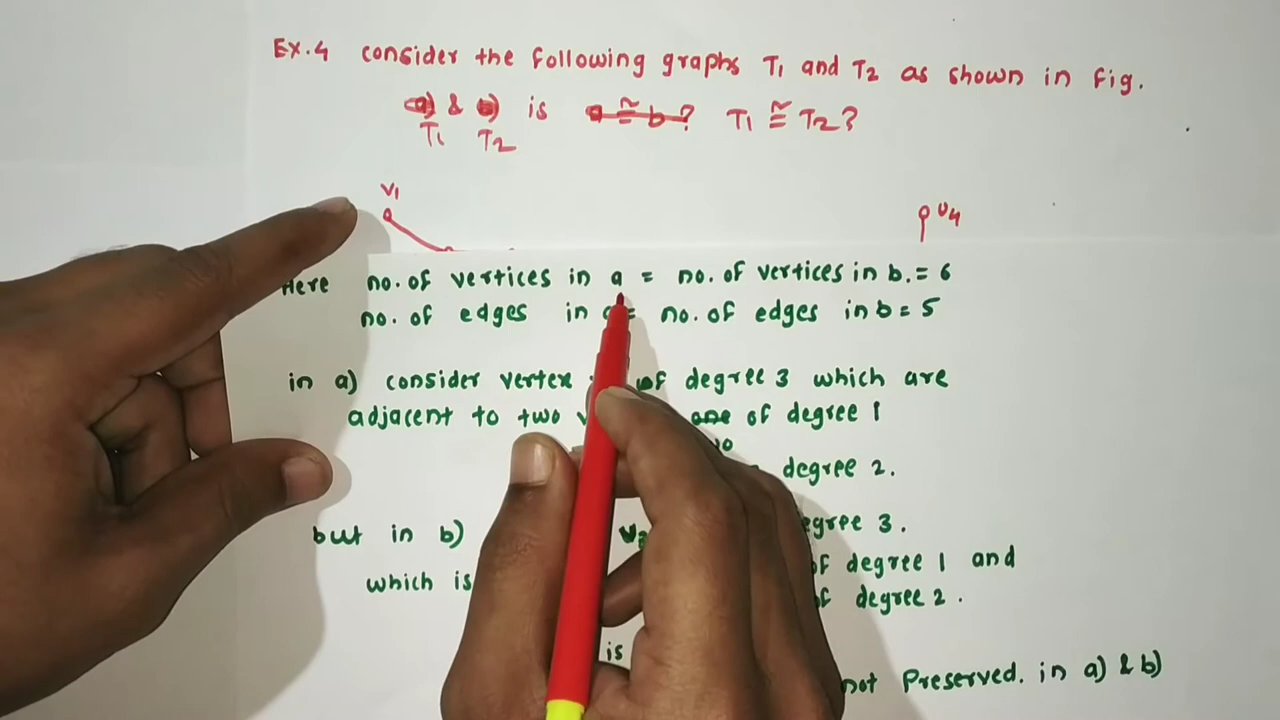 Ex.4 consider the following graphs T1 and T2 as shown in fig.
a) & b) is a ≅ b? T1 ≅ T2?
T1 T2
v1
v4
Here no. of vertices in a = no. of vertices in b. = 6
no. of edges in = no. of edges in b = 5
in a) consider vertex of degree 3 which are
adjacent to two one of degree 1
degree 2.
but in b) degree 3.
which is of degree 1 and
of degree 2.
is
not Preserved. in a) & b)